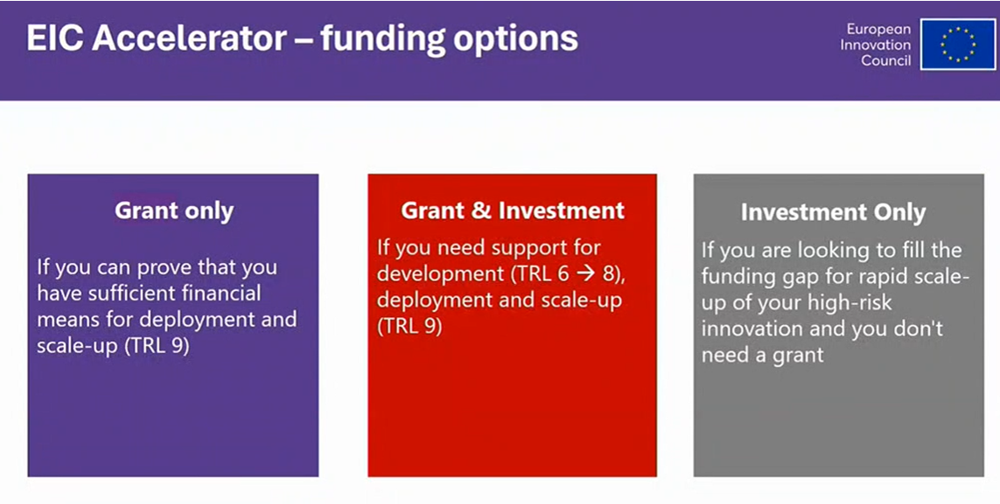 EIC Accelerator – funding options
European
Innovation
Council
Grant only
If you can prove that you
have sufficient financial
means for deployment and
scale-up (TRL 9)
Grant & Investment
If you need support for
development (TRL 6 → 8),
deployment and scale-up
(TRL 9)
Investment Only
If you are looking to fill the
funding gap for rapid scale-
up of your high-risk
innovation and you don't
need a grant